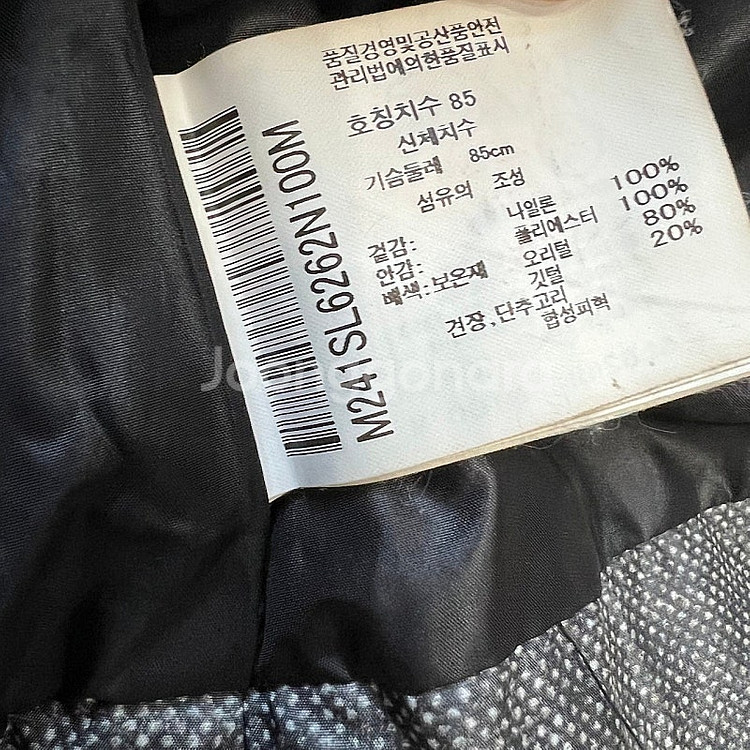 품질경영및공산품안전
관리법에의현품질표시
호칭치수 85
신체치수
기슴둘레 85cm
섬유의 조성
겉감: 나일론 100%
안감: 폴리에스터 100%
배색:보온재 오리털 80%
깃털 20%
견장,단추고리
합성피혁
M241SL6262N100M